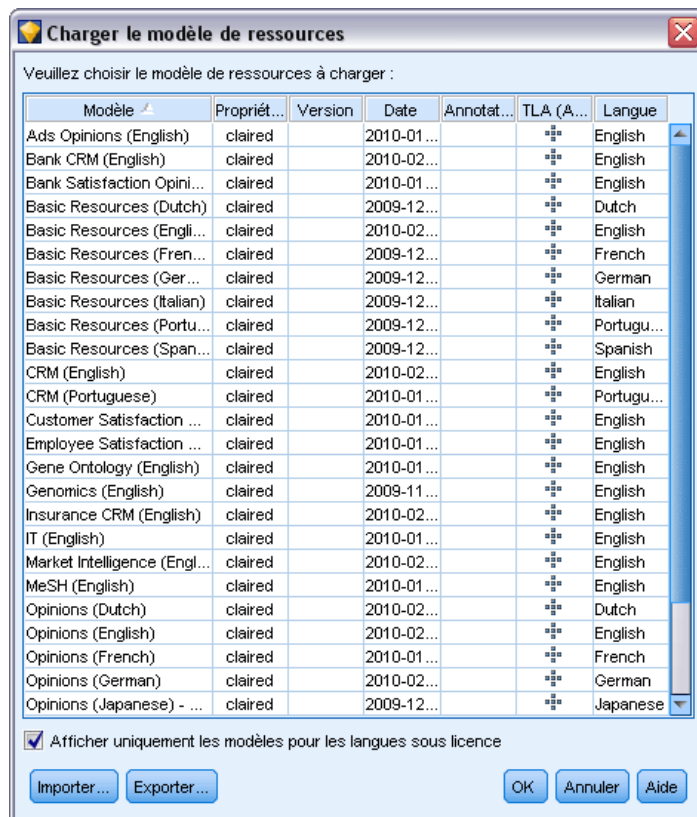 Charger le modèle de ressources
Veuillez choisir le modèle de ressources à charger :
Modèle Propriét... Version Date Annotat... TLA (A... Langue
Ads Opinions (English) claired 2010-01... English
Bank CRM (English) claired 2010-02... English
Bank Satisfaction Opini... claired 2010-01... English
Basic Resources (Dutch) claired 2009-12... Dutch
Basic Resources (Engli... claired 2010-02... English
Basic Resources (Fren... claired 2009-12... French
Basic Resources (Ger... claired 2009-12... German
Basic Resources (Italian) claired 2009-12... Italian
Basic Resources (Portu... claired 2009-12... Portugu...
Basic Resources (Span... claired 2009-12... Spanish
CRM (English) claired 2010-02... English
CRM (Portuguese) claired 2010-01... Portugu...
Customer Satisfaction ... claired 2010-01... English
Employee Satisfaction ... claired 2010-01... English
Gene Ontology (English) claired 2010-01... English
Genomics (English) claired 2009-11... English
Insurance CRM (English) claired 2010-02... English
IT (English) claired 2010-01... English
Market Intelligence (Engl... claired 2010-02... English
MeSH (English) claired 2010-01... English
Opinions (Dutch) claired 2010-02... Dutch
Opinions (English) claired 2010-02... English
Opinions (French) claired 2010-01... French
Opinions (German) claired 2010-02... German
Opinions (Japanese) - ... claired 2009-12... Japanese
Afficher uniquement les modèles pour les langues sous licence
Importer... Exporter... OK Annuler Aide